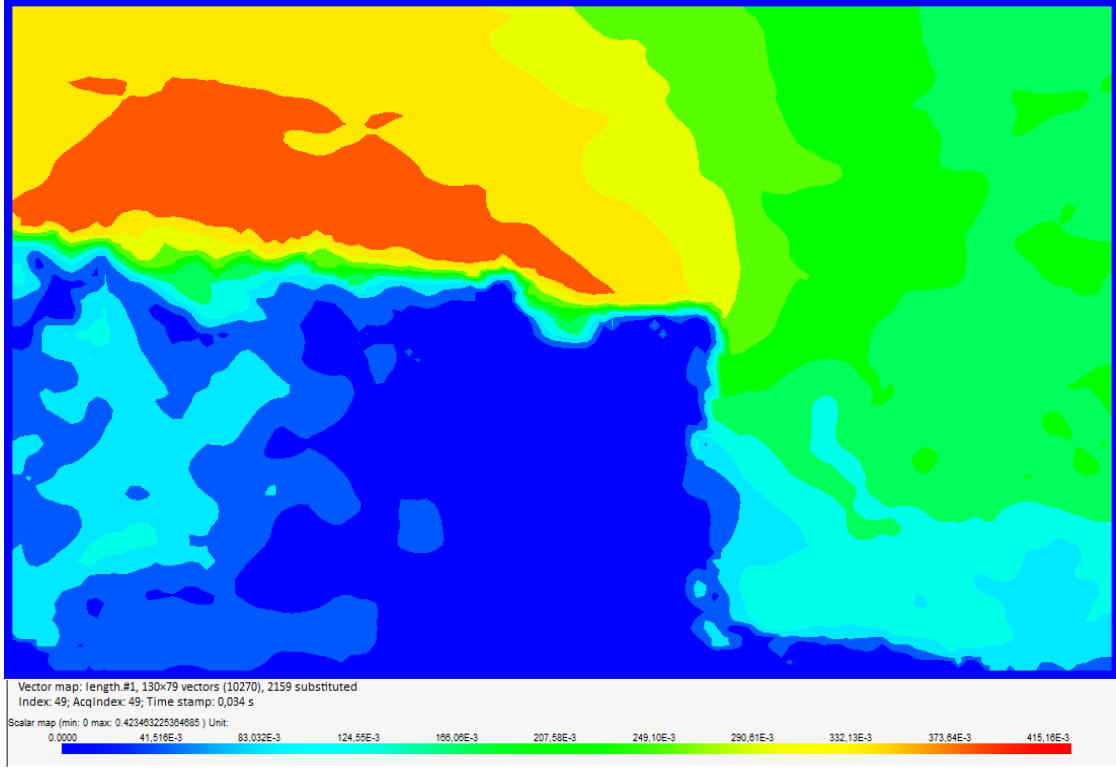 Vector map: length.#1, 130×79 vectors (10270), 2159 substituted
Index: 49; AcqIndex: 49; Time stamp: 0,034 s
Scalar map (min: 0 max: 0.423463225364685 ) Unit:
0.0000 41,516E-3 83,032E-3 124,55E-3 166,06E-3 207,58E-3 249,10E-3 290,61E-3 332,13E-3 373,64E-3 415,16E-3